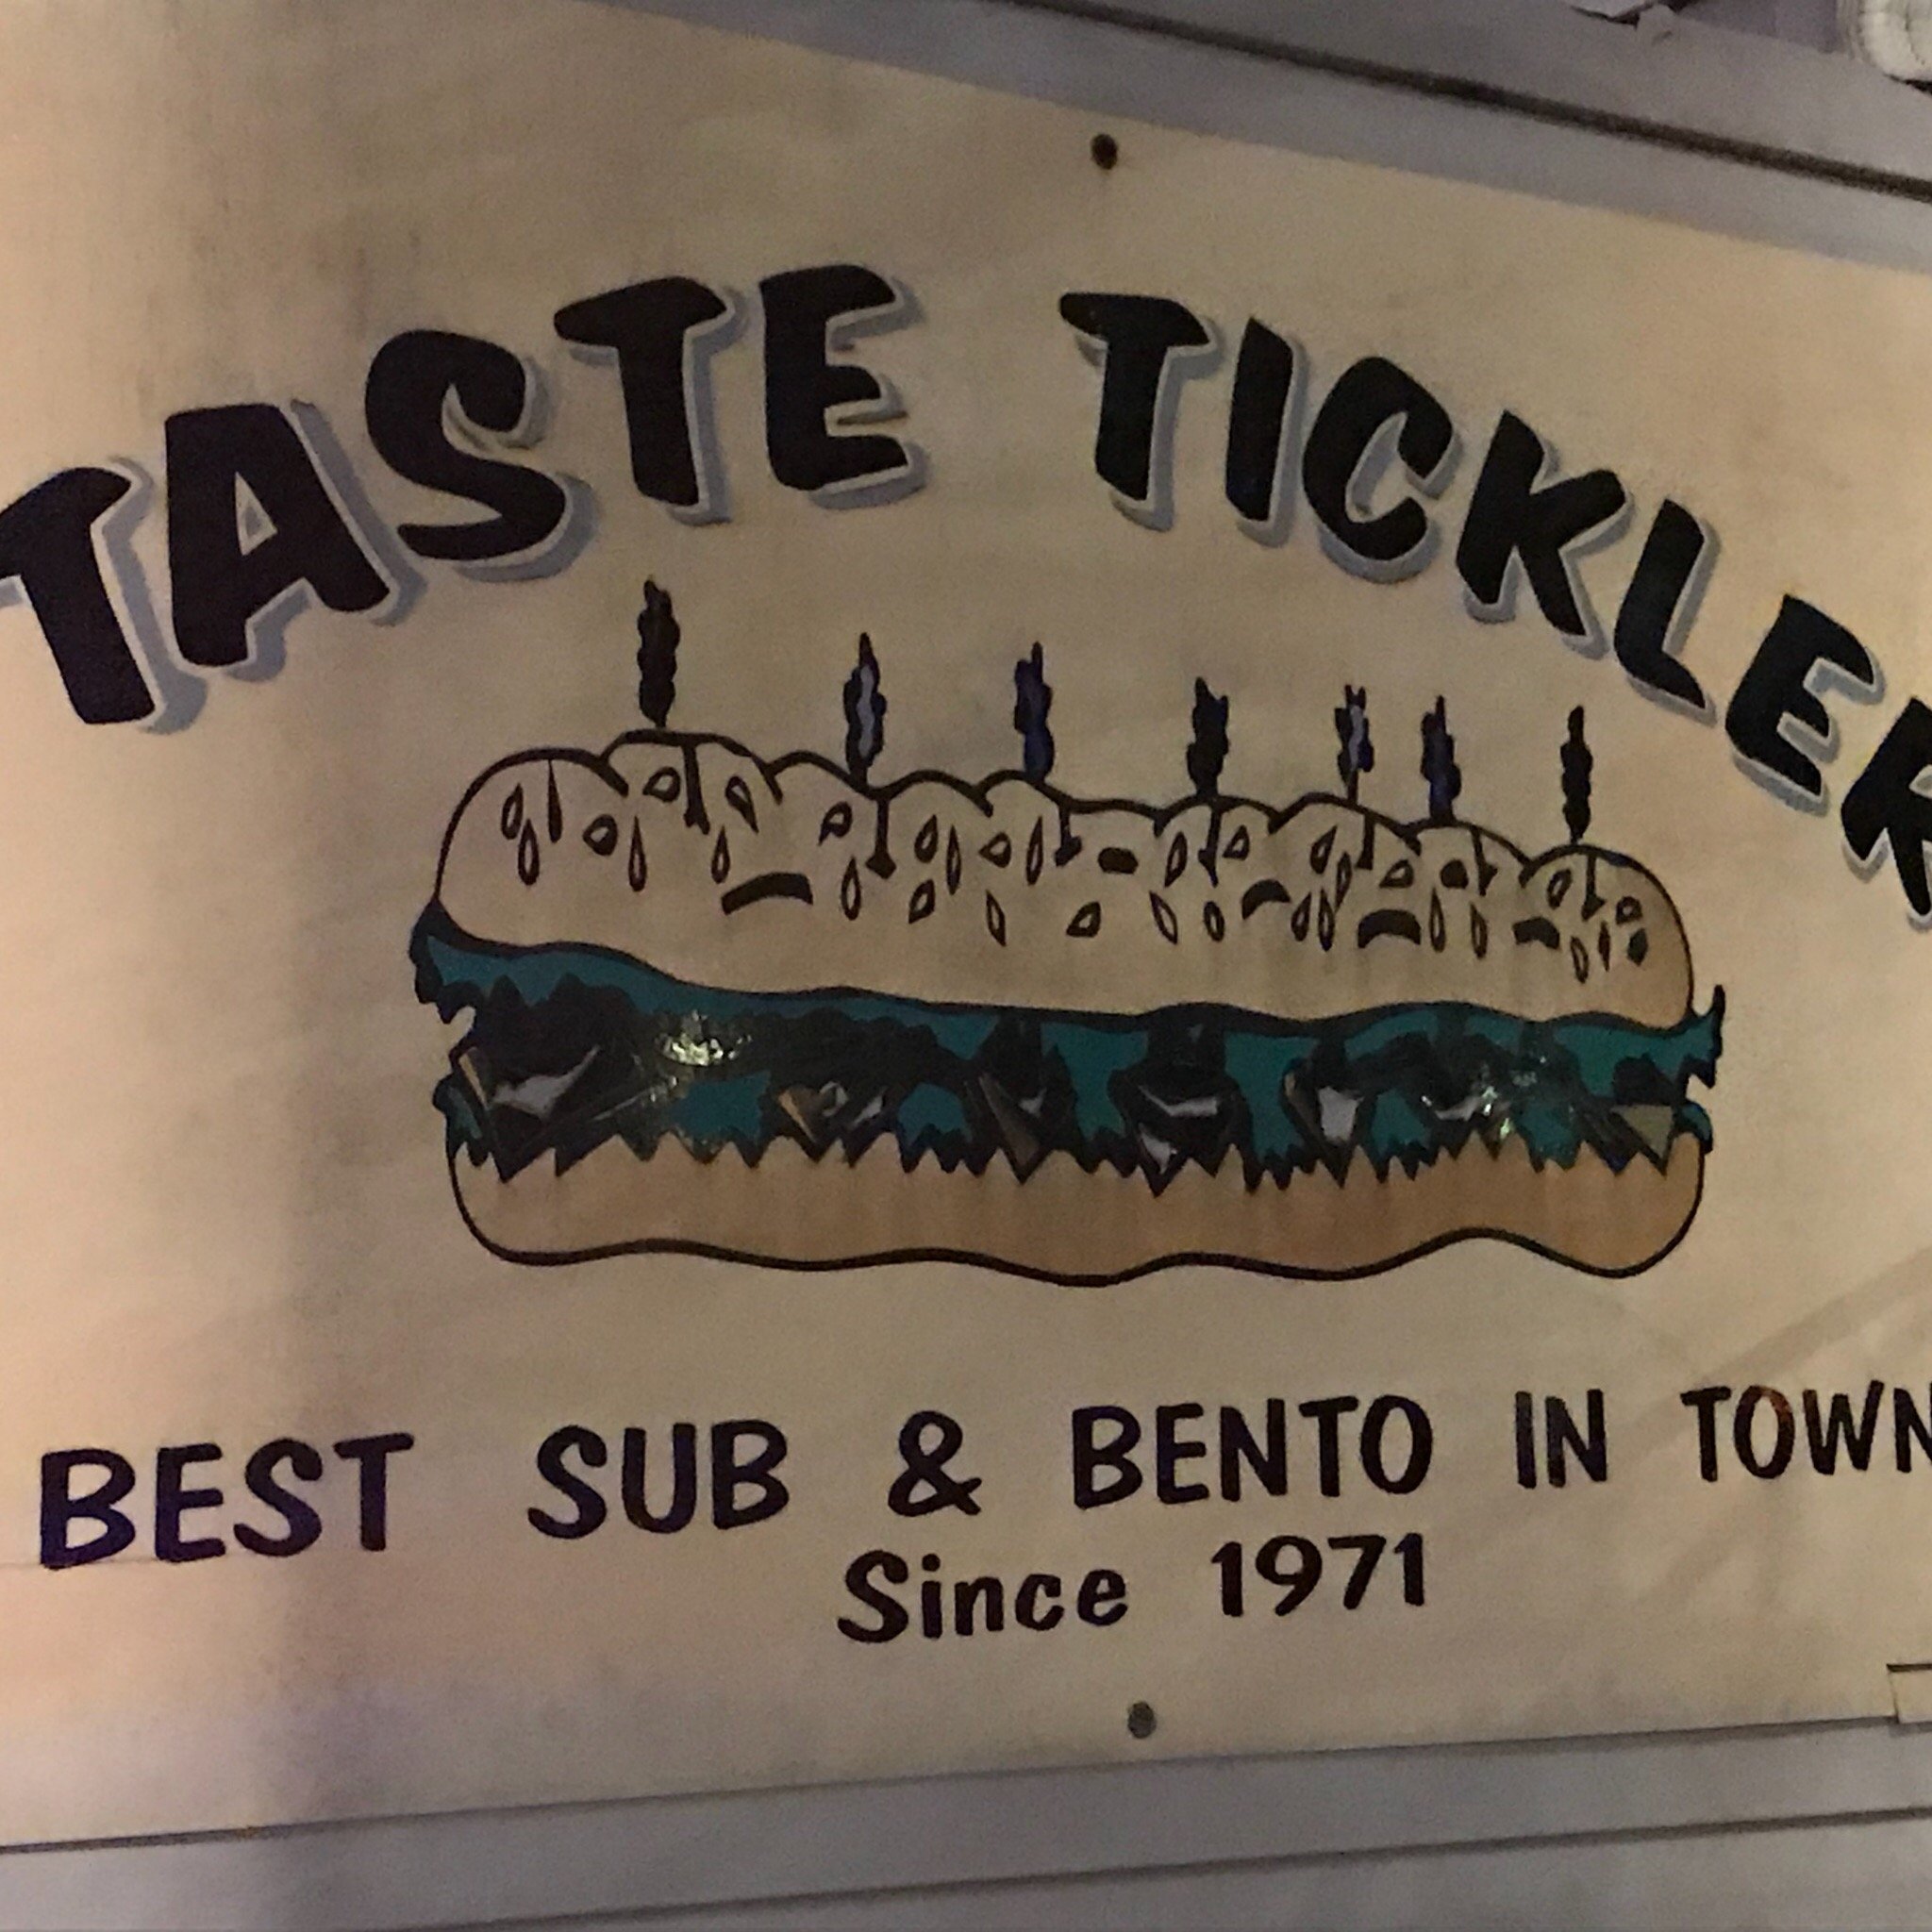 TASTE TICKLER
BEST SUB & BENTO IN TOWN
Since 1971